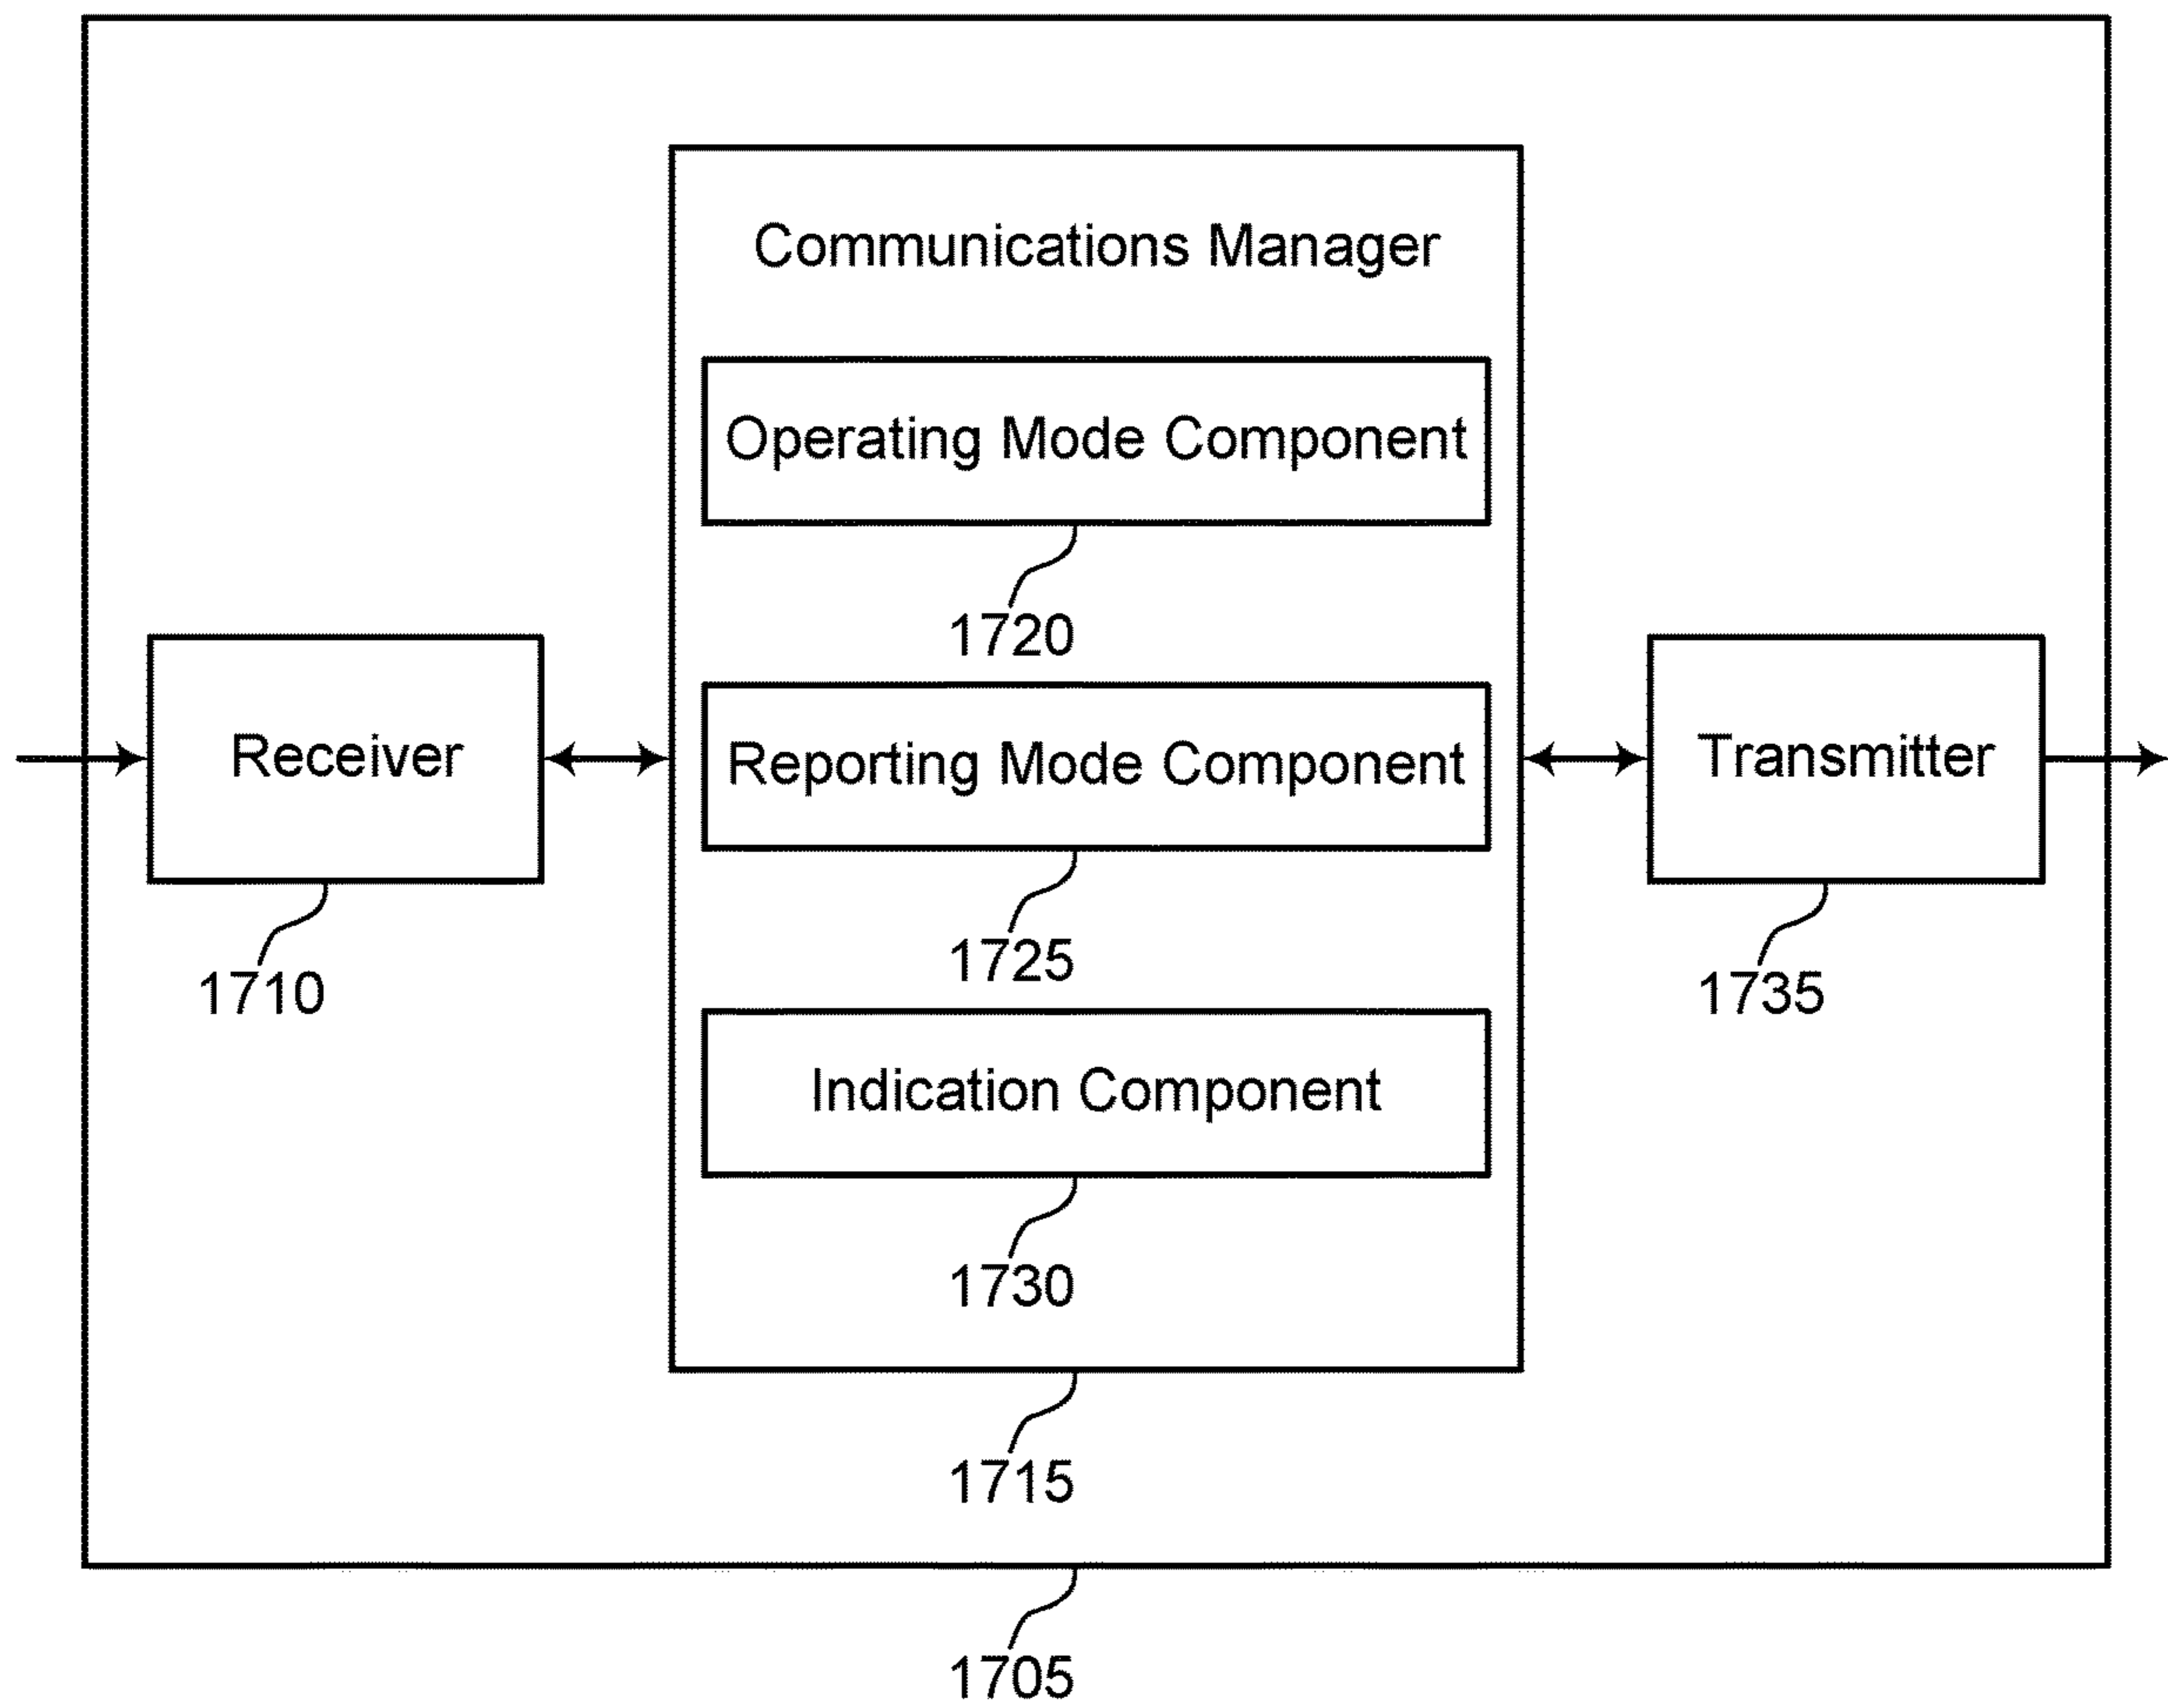 Communications Manager
Operating Mode Component
1720
Receiver
1710
Reporting Mode Component
1725
Transmitter
1735
Indication Component
1730
1715
1705